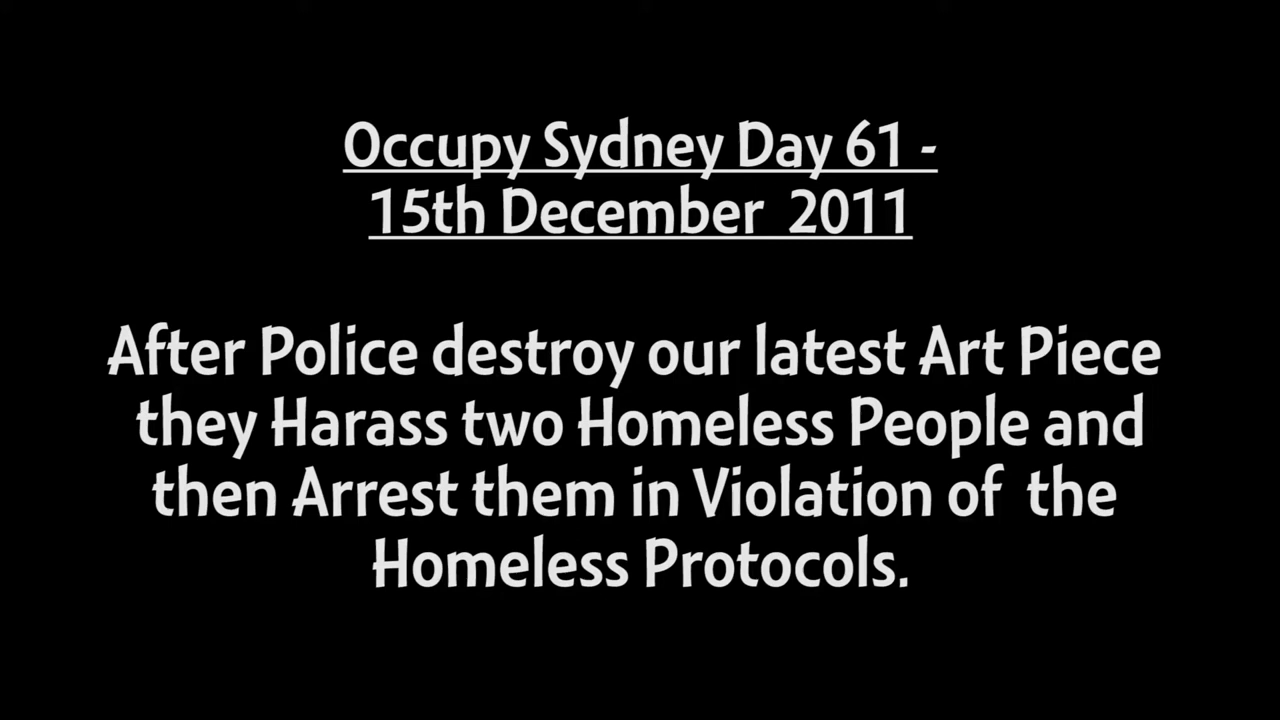 Occupy Sydney Day 61 -
15th December 2011
After Police destroy our latest Art Piece
they Harass two Homeless People and
then Arrest them in Violation of the
Homeless Protocols.